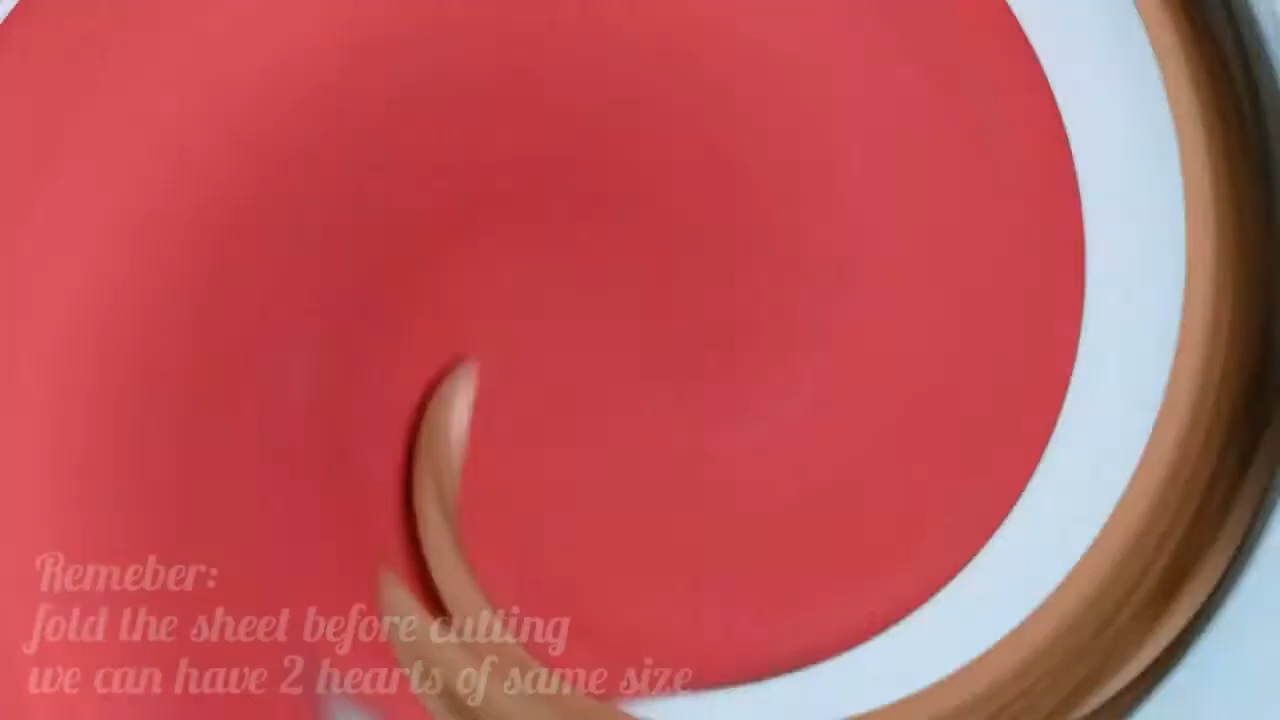 Remeber:
fold the sheet before cutting
we can have 2 hearts of same size